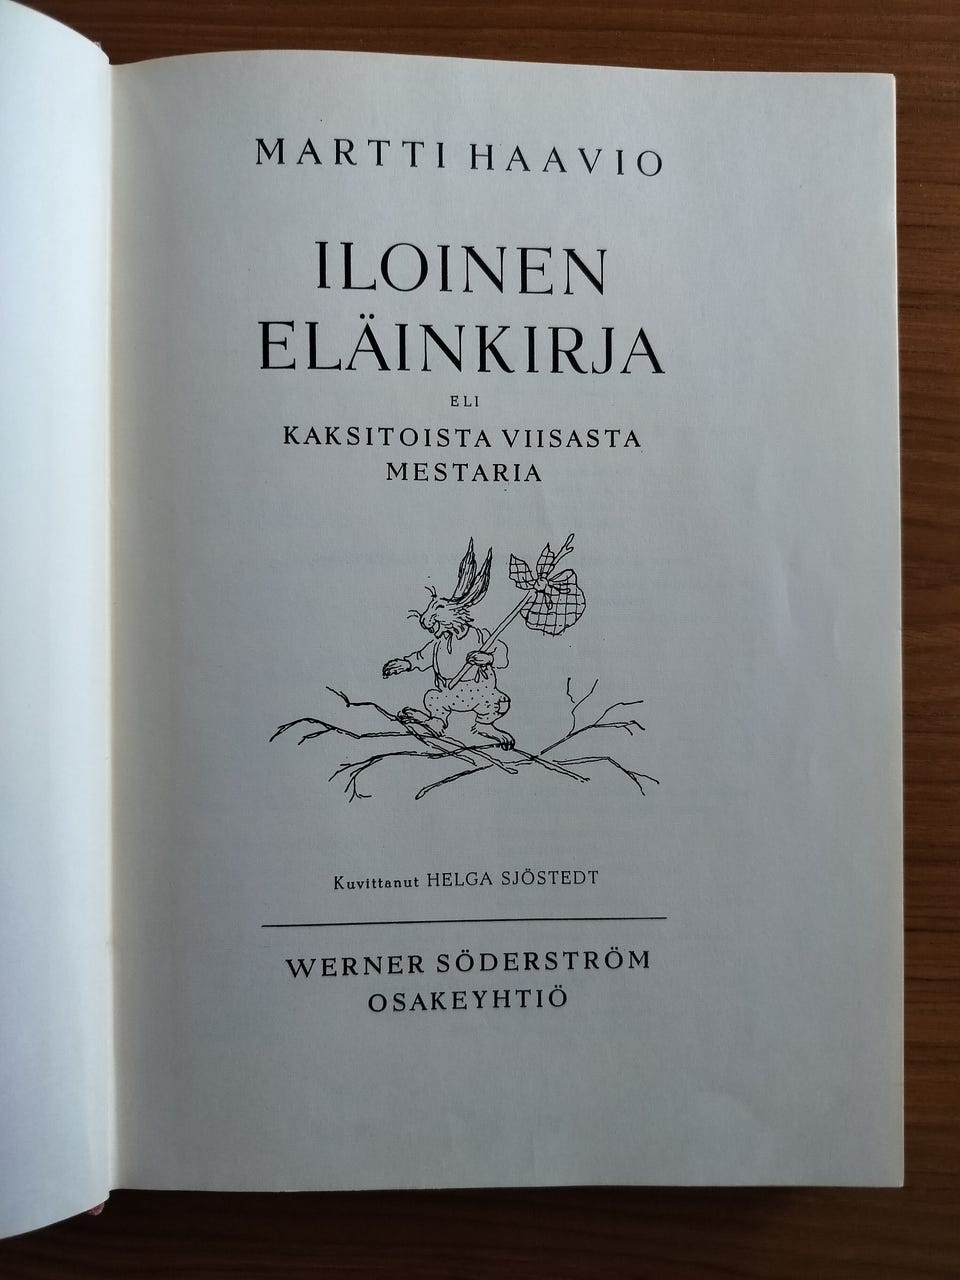 MARTTI HAAVIO
ILOINEN
ELÄINKIRJA
ELI
KAKSITOISTA VIISASTA
MESTARIA
Kuvittanut HELGA SJÖSTEDT
WERNER SÖDERSTRÖM
OSAKEYHTIÖ